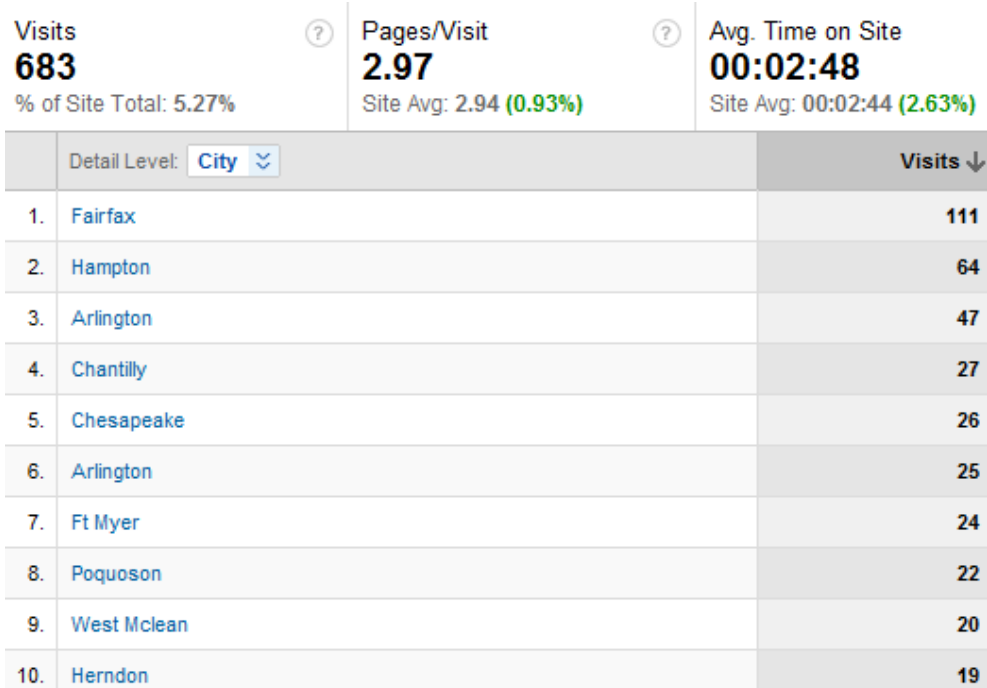 Visits ? Pages/Visit ? Avg. Time on Site
683 2.97 00:02:48
% of Site Total: 5.27% Site Avg: 2.94 (0.93%) Site Avg: 00:02:44 (2.63%)
Detail Level: City Visits
1. Fairfax 111
2. Hampton 64
3. Arlington 47
4. Chantilly 27
5. Chesapeake 26
6. Arlington 25
7. Ft Myer 24
8. Poquoson 22
9. West Mclean 20
10. Herndon 19